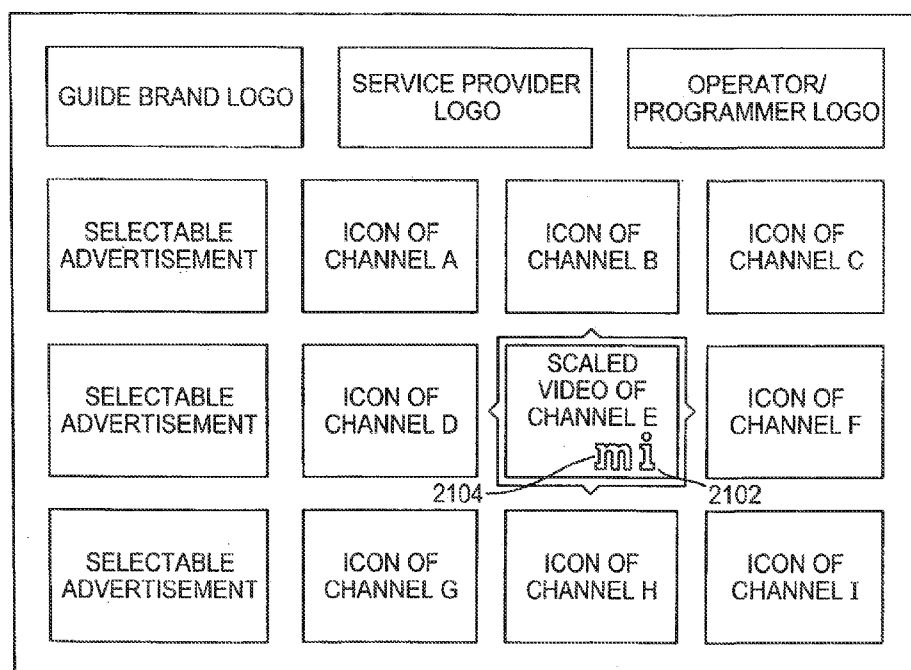 GUIDE BRAND LOGO
SERVICE PROVIDER
LOGO
OPERATOR/
PROGRAMMER LOGO
SELECTABLE
ADVERTISEMENT
ICON OF
CHANNEL A
ICON OF
CHANNEL B
ICON OF
CHANNEL C
SELECTABLE
ADVERTISEMENT
ICON OF
CHANNEL D
SCALED
VIDEO OF
CHANNEL E
m i
ICON OF
CHANNEL F
2104
2102
SELECTABLE
ADVERTISEMENT
ICON OF
CHANNEL G
ICON OF
CHANNEL H
ICON OF
CHANNEL I